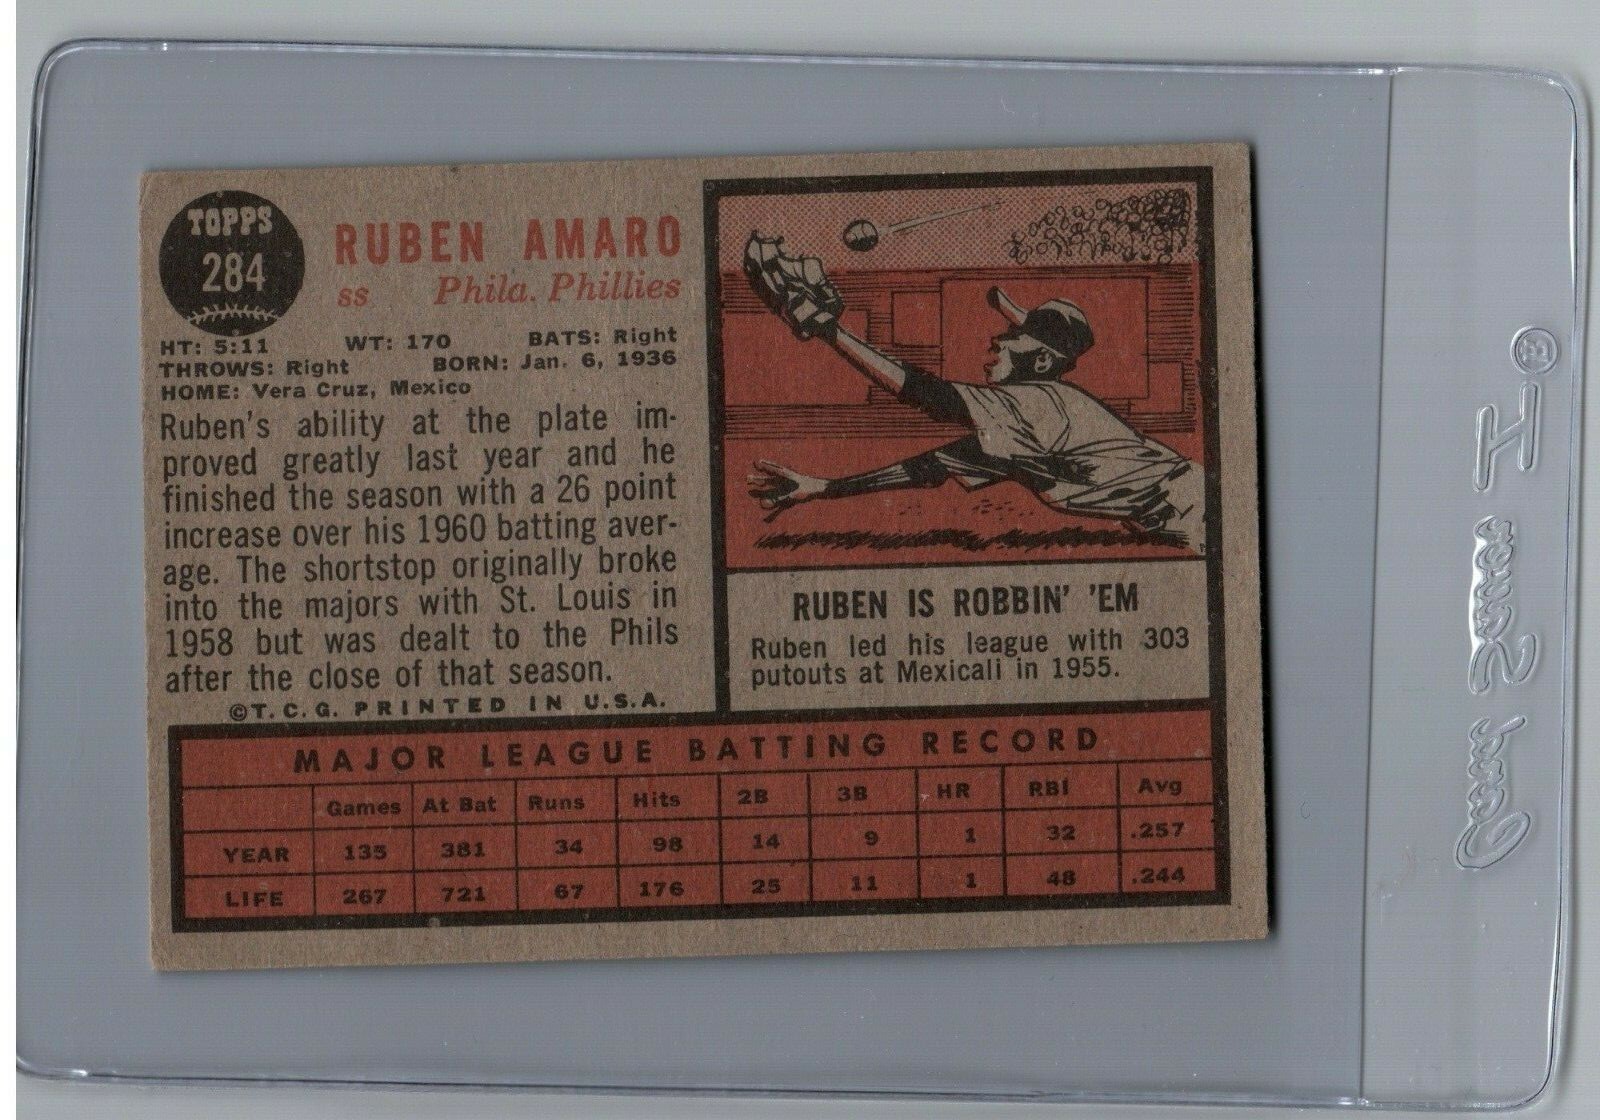 TOPPS
284
RUBEN AMARO
ss Phila. Phillies
HT: 5:11 WT: 170 BATS: Right
THROWS: Right BORN: Jan. 6, 1936
HOME: Vera Cruz, Mexico
Ruben's ability at the plate im-
proved greatly last year and he
finished the season with a 26 point
increase over his 1960 batting aver-
age. The shortstop originally broke
into the majors with St. Louis in
1958 but was dealt to the Phils
after the close of that season.
©T.C.G. PRINTED IN U.S.A.
RUBEN IS ROBBIN' 'EM
Ruben led his league with 303
putouts at Mexicali in 1955.
MAJOR LEAGUE BATTING RECORD
Games At Bat Runs Hits 2B 3B HR RBI Avg
YEAR 135 381 34 98 14 9 1 32 .257
LIFE 267 721 67 176 25 11 1 48 .244
Card Saver I ®